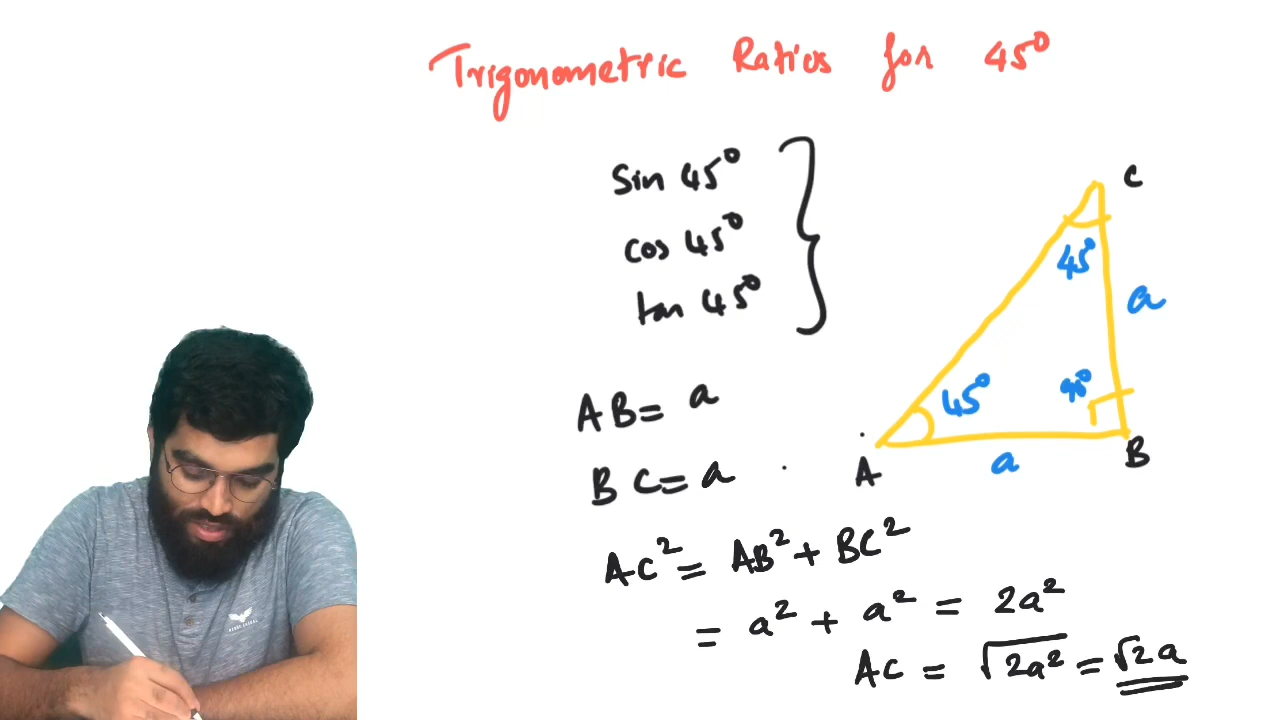 Trigonometric Ratios for 45°
Sin 45°
cos 45°
tan 45°
C
45°
a
45°
90°
A
a
B
AB = a
BC = a
AC² = AB² + BC²
= a² + a² = 2a²
AC = √2a² = √2a